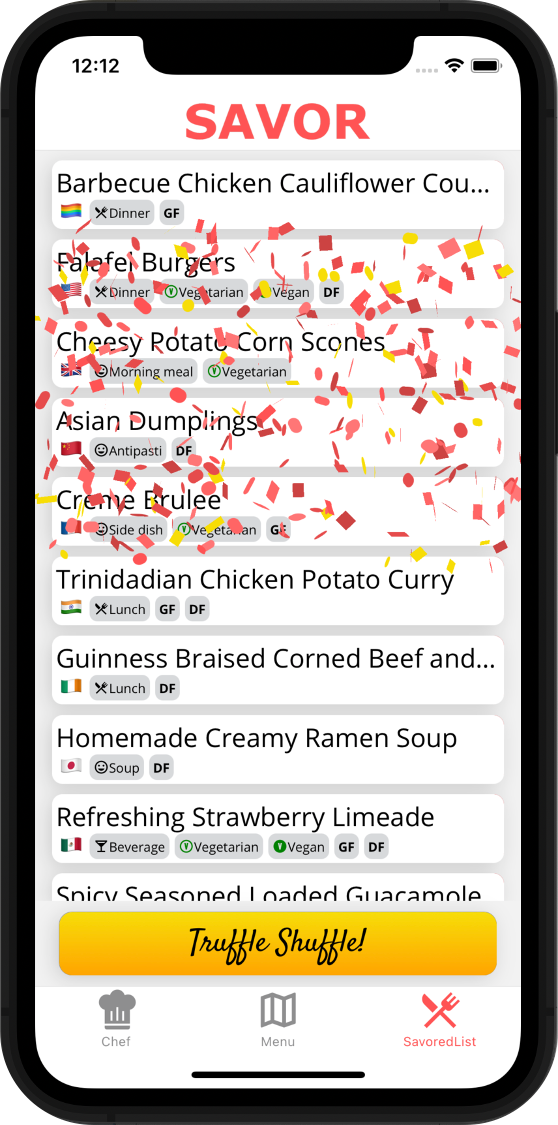 12:12
SAVOR
Barbecue Chicken Cauliflower Cou...
Dinner GF
Falafel Burgers
Dinner Vegetarian Vegan DF
Cheesy Potato Corn Scones
Morning meal Vegetarian
Asian Dumplings
Antipasti DF
Creme Brulee
Side dish Vegetarian GF
Trinidadian Chicken Potato Curry
Lunch GF DF
Guinness Braised Corned Beef and...
Lunch DF
Homemade Creamy Ramen Soup
Soup DF
Refreshing Strawberry Limeade
Beverage Vegetarian Vegan GF DF
Spicy Seasoned Loaded Guacamole
Truffle Shuffle!
Chef Menu SavoredList